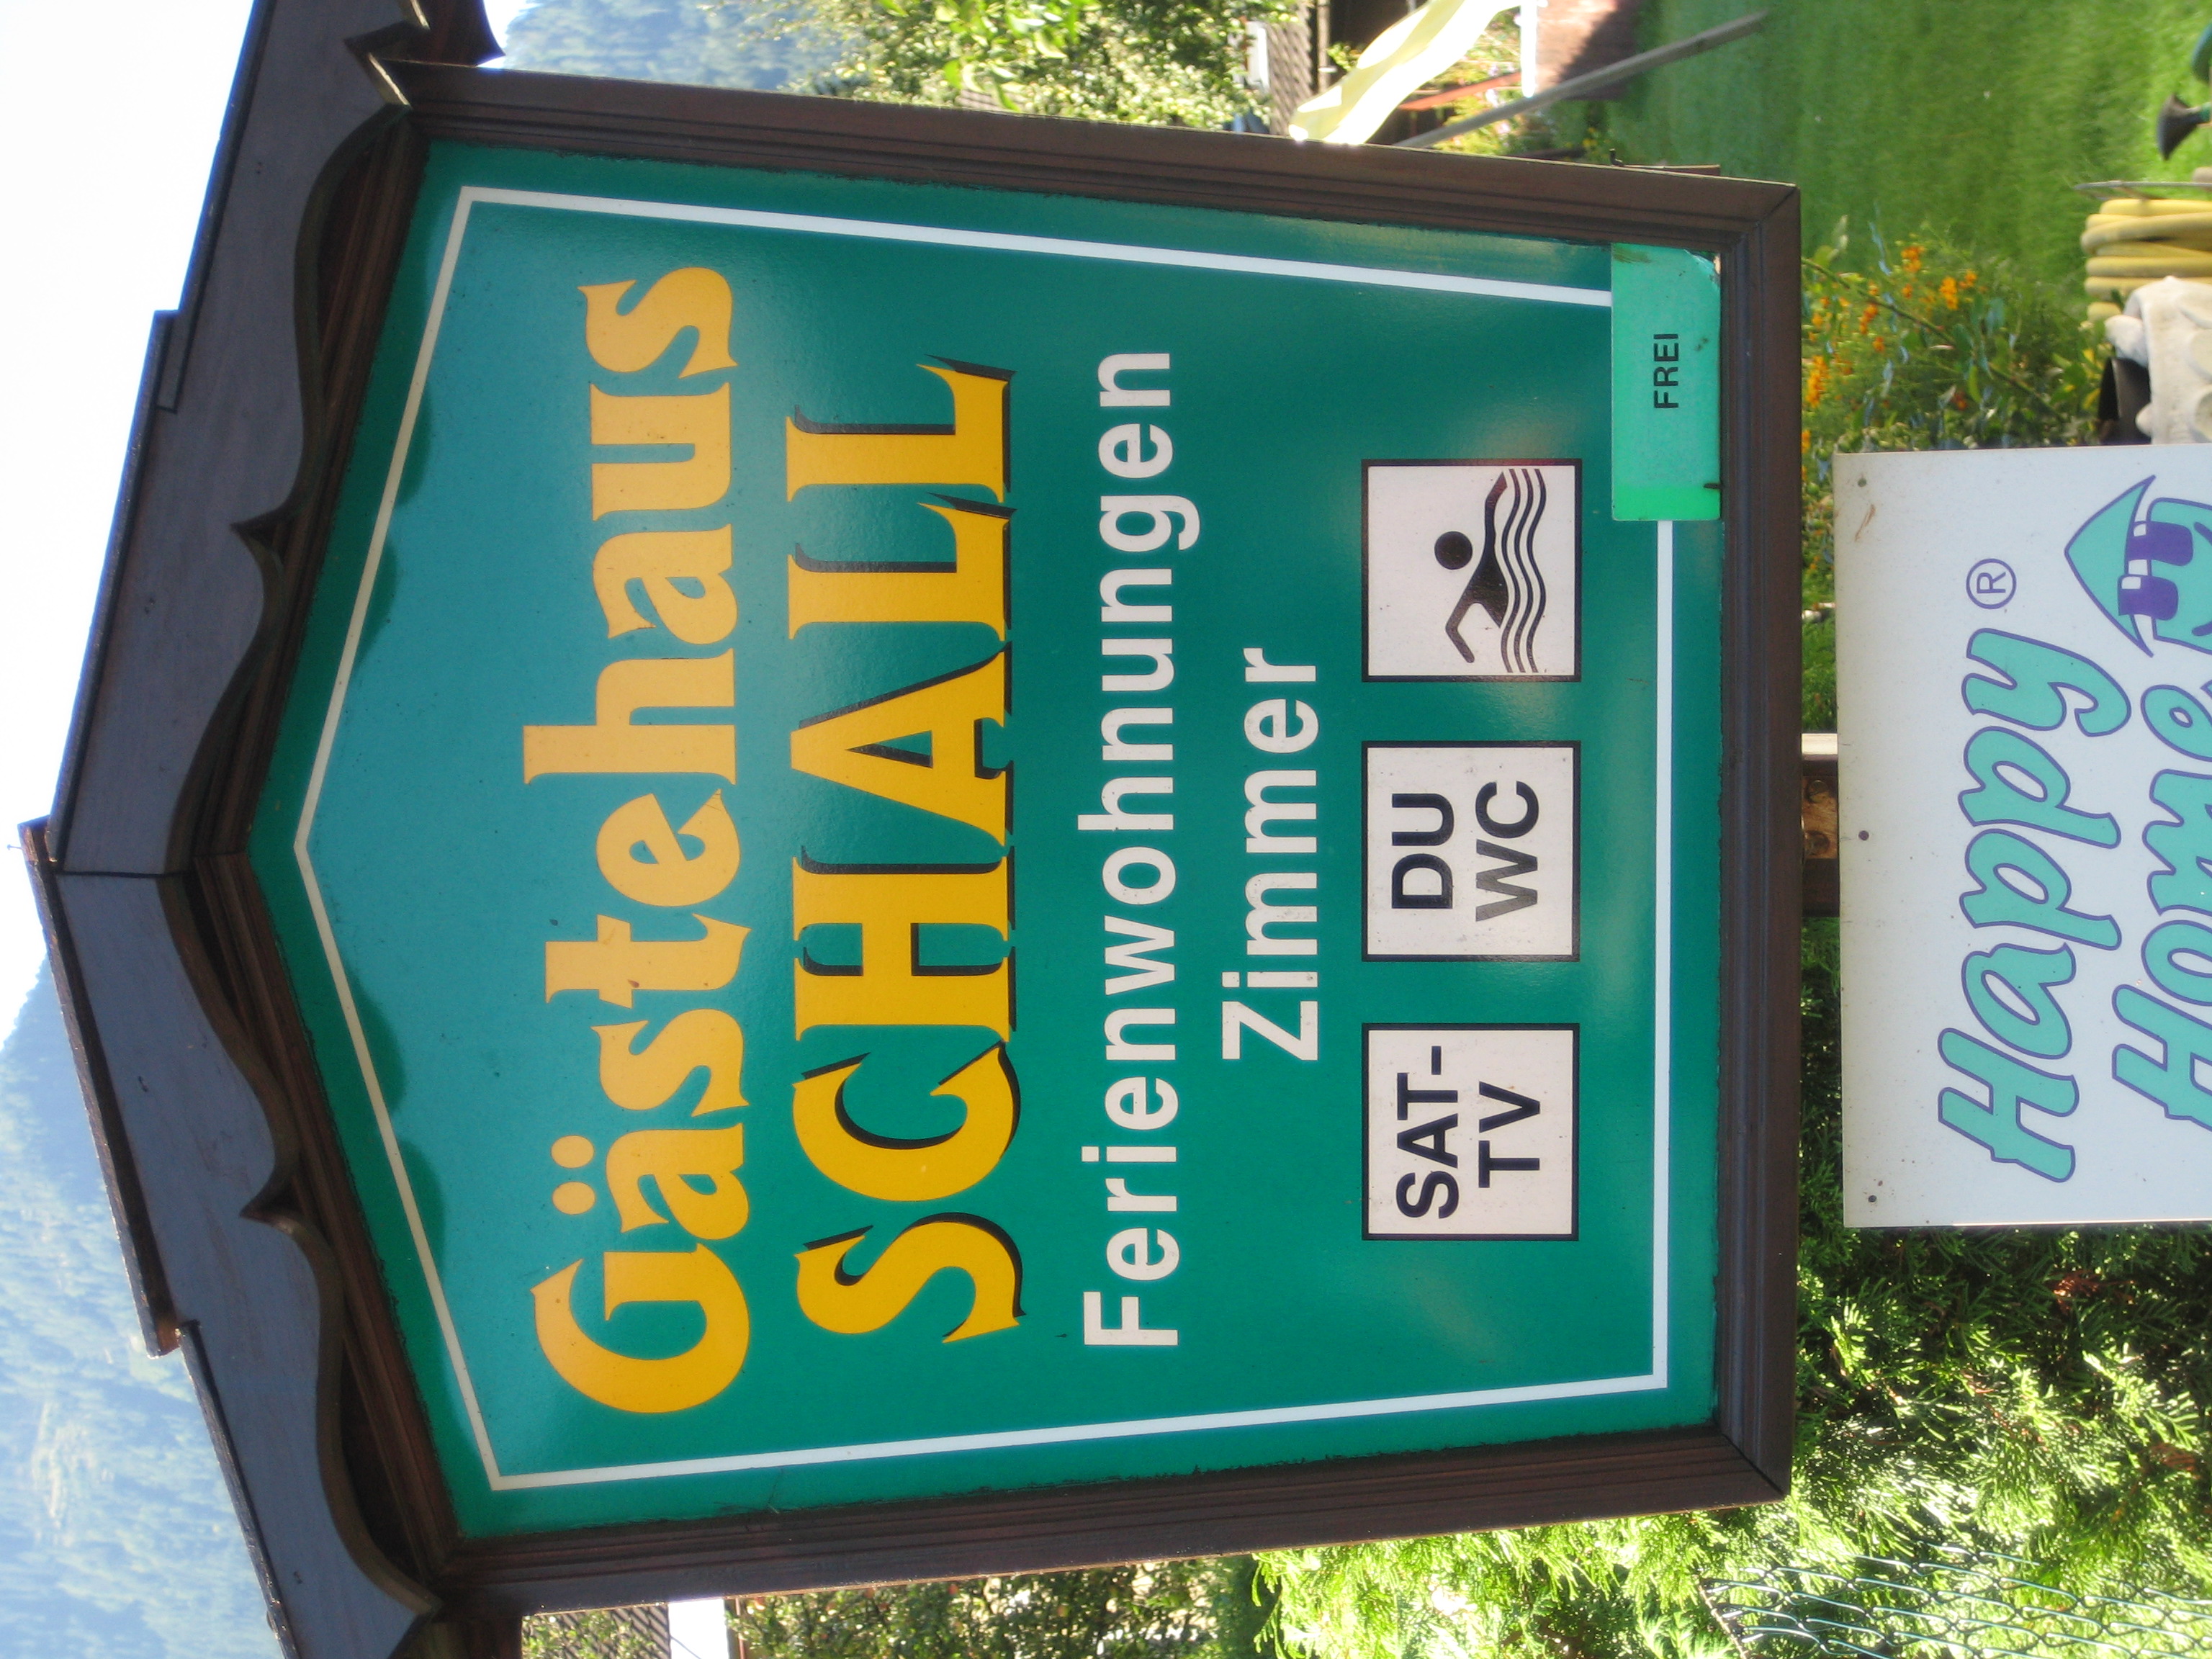 Gästehaus
SCHALL
Ferienwohnungen
Zimmer
SAT-
TV
DU
WC
FREI
Happy®
Home